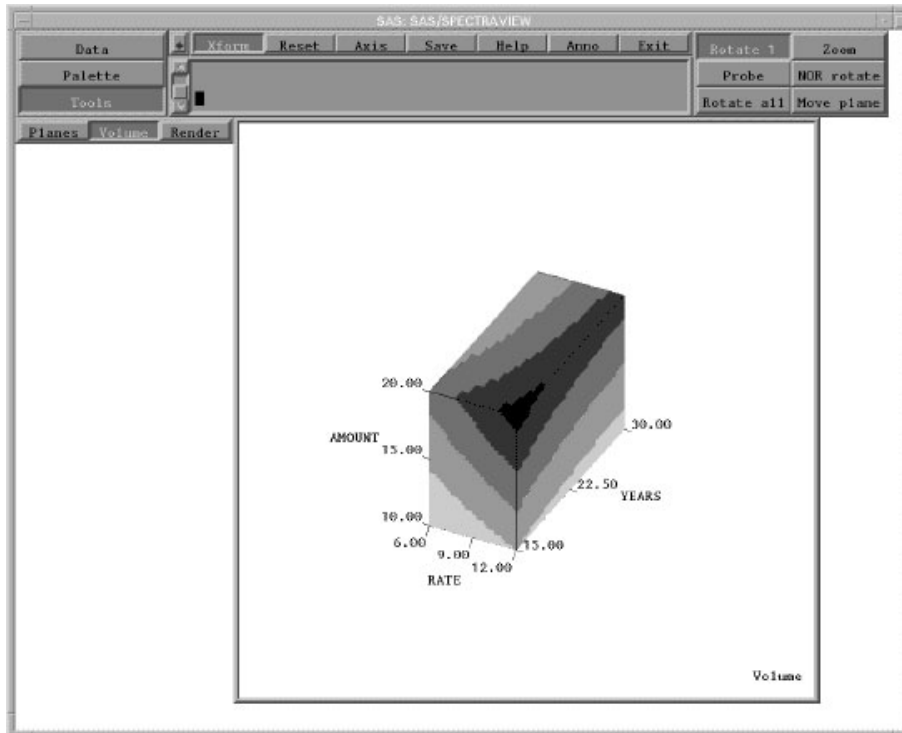 SAS: SAS/SPECTRAVIEW
Data
Palette
Tools
Xform Reset Axis Save Help Anno Exit
Rotate 1 Zoom
Probe NOR rotate
Rotate all Move plane
Planes Volume Render
20.00
AMOUNT
15.00
10.00
6.00
9.00
12.00
RATE
15.00
22.50
YEARS
30.00
Volume